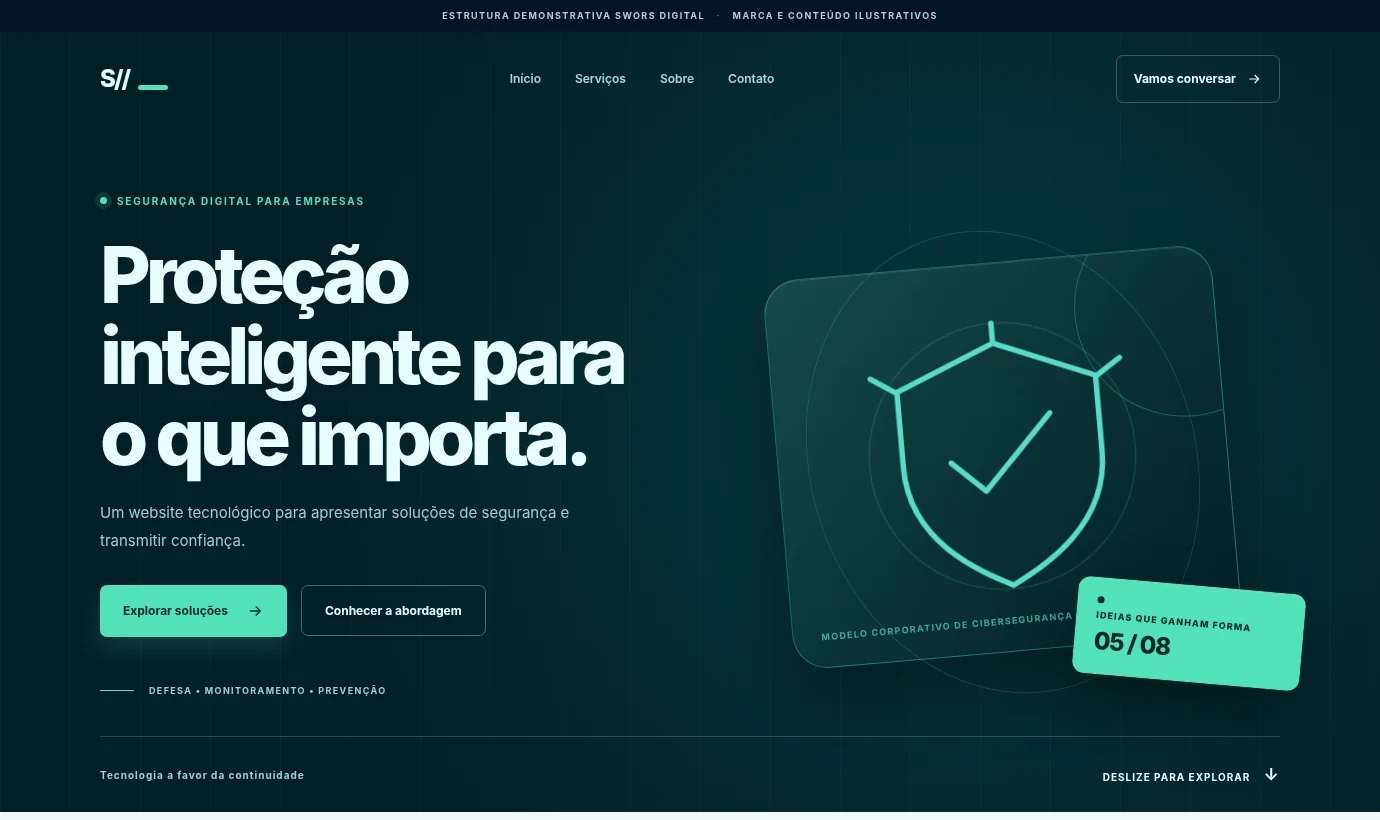 ESTRUTURA DEMONSTRATIVA SWORS DIGITAL · MARCA E CONTEÚDO ILUSTRATIVOS
S//
Início Serviços Sobre Contato
Vamos conversar →
SEGURANÇA DIGITAL PARA EMPRESAS
Proteção
inteligente para
o que importa.
Um website tecnológico para apresentar soluções de segurança e
transmitir confiança.
Explorar soluções →
Conhecer a abordagem
DEFESA • MONITORAMENTO • PREVENÇÃO
MODELO CORPORATIVO DE CIBERSEGURANÇA
IDEIAS QUE GANHAM FORMA
05 / 08
Tecnologia a favor da continuidade
DESLIZE PARA EXPLORAR ↓